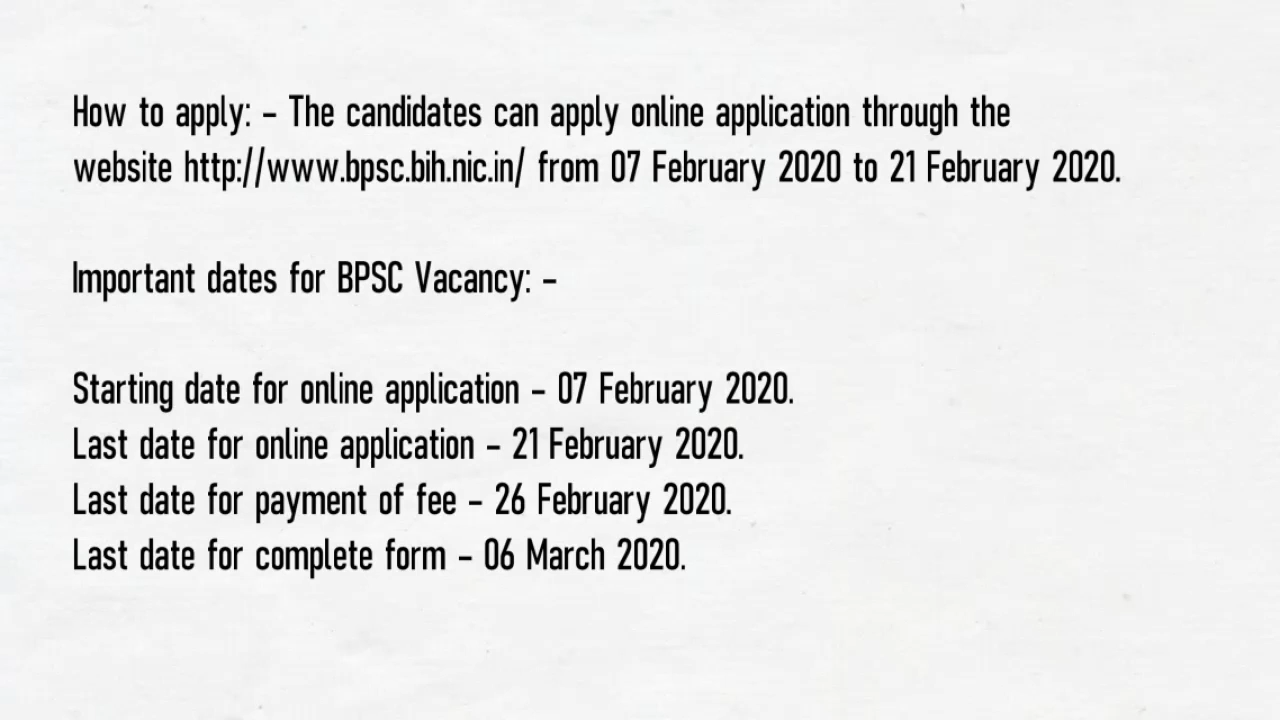 How to apply: - The candidates can apply online application through the
website http://www.bpsc.bih.nic.in/ from 07 February 2020 to 21 February 2020.
Important dates for BPSC Vacancy: -
Starting date for online application - 07 February 2020.
Last date for online application - 21 February 2020.
Last date for payment of fee - 26 February 2020.
Last date for complete form - 06 March 2020.